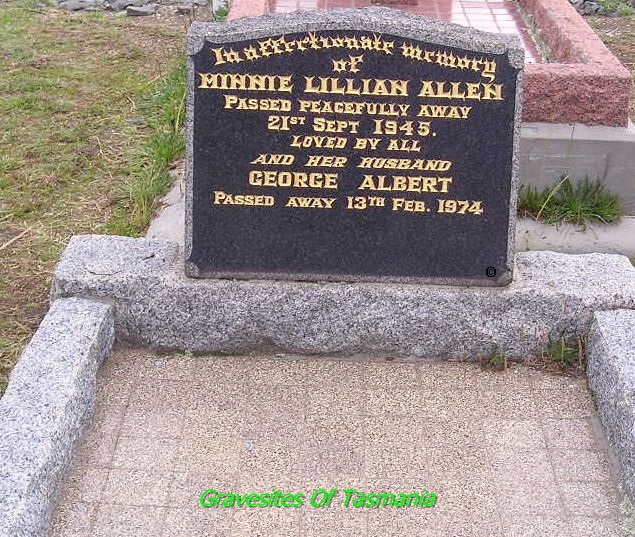 In affectionate memory
of
MINNIE LILLIAN ALLEN
PASSED PEACEFULLY AWAY
21ST SEPT 1945.
LOVED BY ALL
AND HER HUSBAND
GEORGE ALBERT
PASSED AWAY 13TH FEB. 1974
Gravesites Of Tasmania